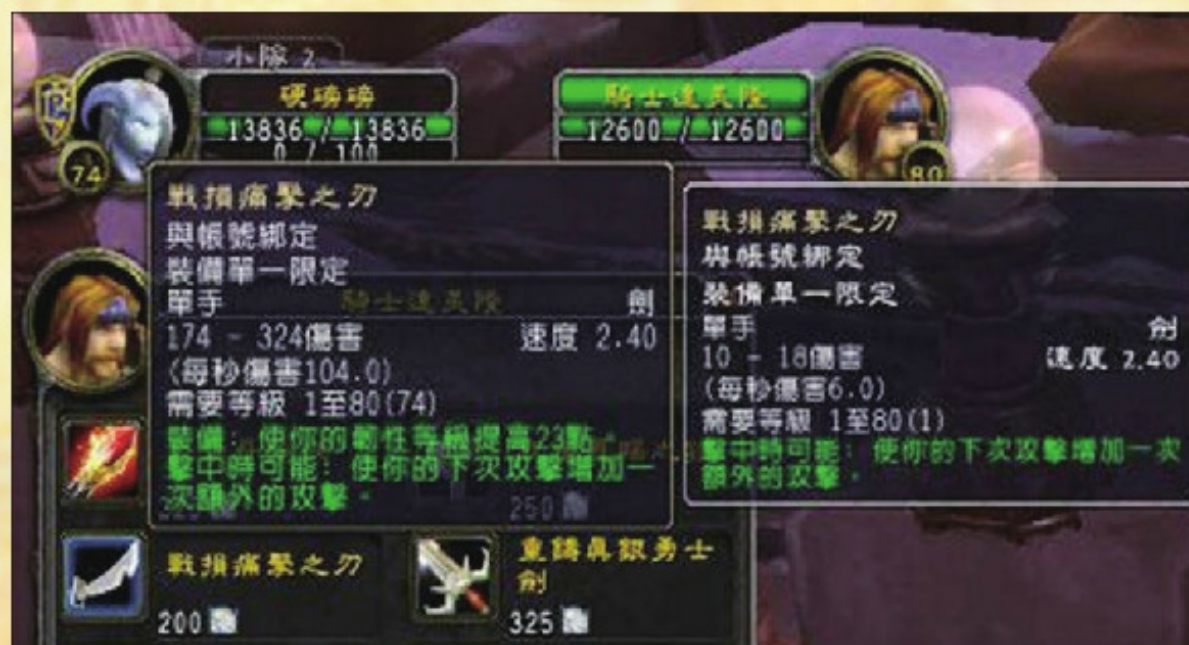 小隊 2
硬磅磅
13836 / 13836
0 / 100
74
騎士達芙陞
12600 / 12600
80
戰損痛擊之刃
與帳號綁定
裝備單一限定
單手 劍
174 - 324傷害 速度 2.40
(每秒傷害104.0)
需要等級 1至80(74)
裝備: 使你的韌性等級提高23點。
擊中時可能: 使你的下次攻擊增加一
次額外的攻擊。
戰損痛擊之刃
與帳號綁定
裝備單一限定
單手 劍
10 - 18傷害 速度 2.40
(每秒傷害6.0)
需要等級 1至80(1)
擊中時可能: 使你的下次攻擊增加一次
額外的攻擊。
250
戰損痛擊之刃
200
重鑄真銀勇士
劍
325